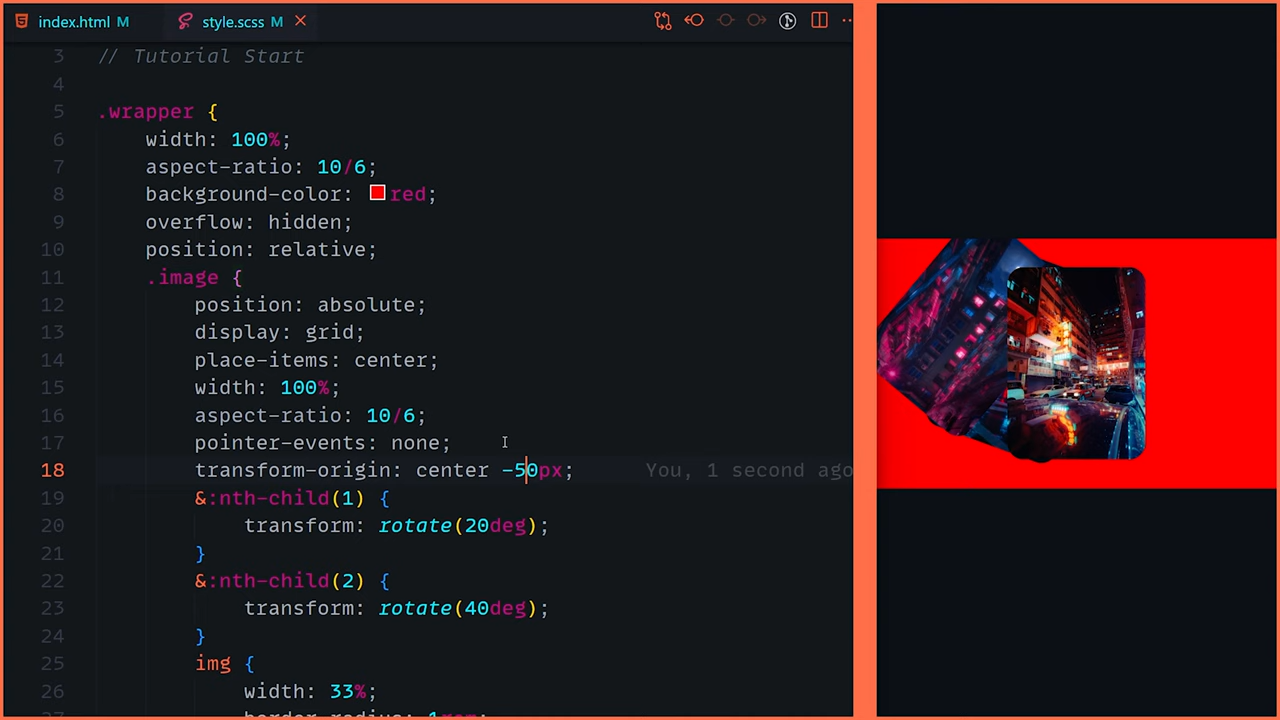 index.html M
style.scss M
3 // Tutorial Start
4
5 .wrapper {
6 width: 100%;
7 aspect-ratio: 10/6;
8 background-color: red;
9 overflow: hidden;
10 position: relative;
11 .image {
12 position: absolute;
13 display: grid;
14 place-items: center;
15 width: 100%;
16 aspect-ratio: 10/6;
17 pointer-events: none;
18 transform-origin: center -50px; You, 1 second ago
19 &:nth-child(1) {
20 transform: rotate(20deg);
21 }
22 &:nth-child(2) {
23 transform: rotate(40deg);
24 }
25 img {
26 width: 33%;